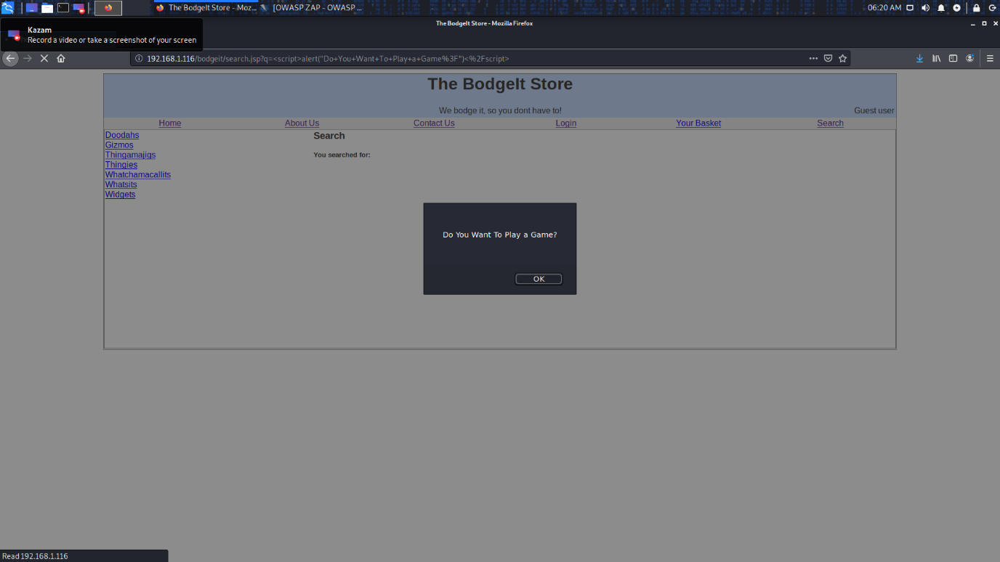 The BodgeIt Store - Moz...
[OWASP ZAP - OWASP ...
06:20 AM
Kazam
Record a video or take a screenshot of your screen
The BodgeIt Store - Mozilla Firefox
192.168.1.116/bodgeit/search.jsp?q=<script>alert("Do+You+Want+To+Play+a+Game%3F")<%2Fscript>
The BodgeIt Store
We bodge it, so you dont have to!
Guest user
Home
About Us
Contact Us
Login
Your Basket
Search
Doodahs
Gizmos
Thingamajigs
Thingies
Whatchamacallits
Whatsits
Widgets
Search
You searched for:
Do You Want To Play a Game?
OK
Read 192.168.1.116